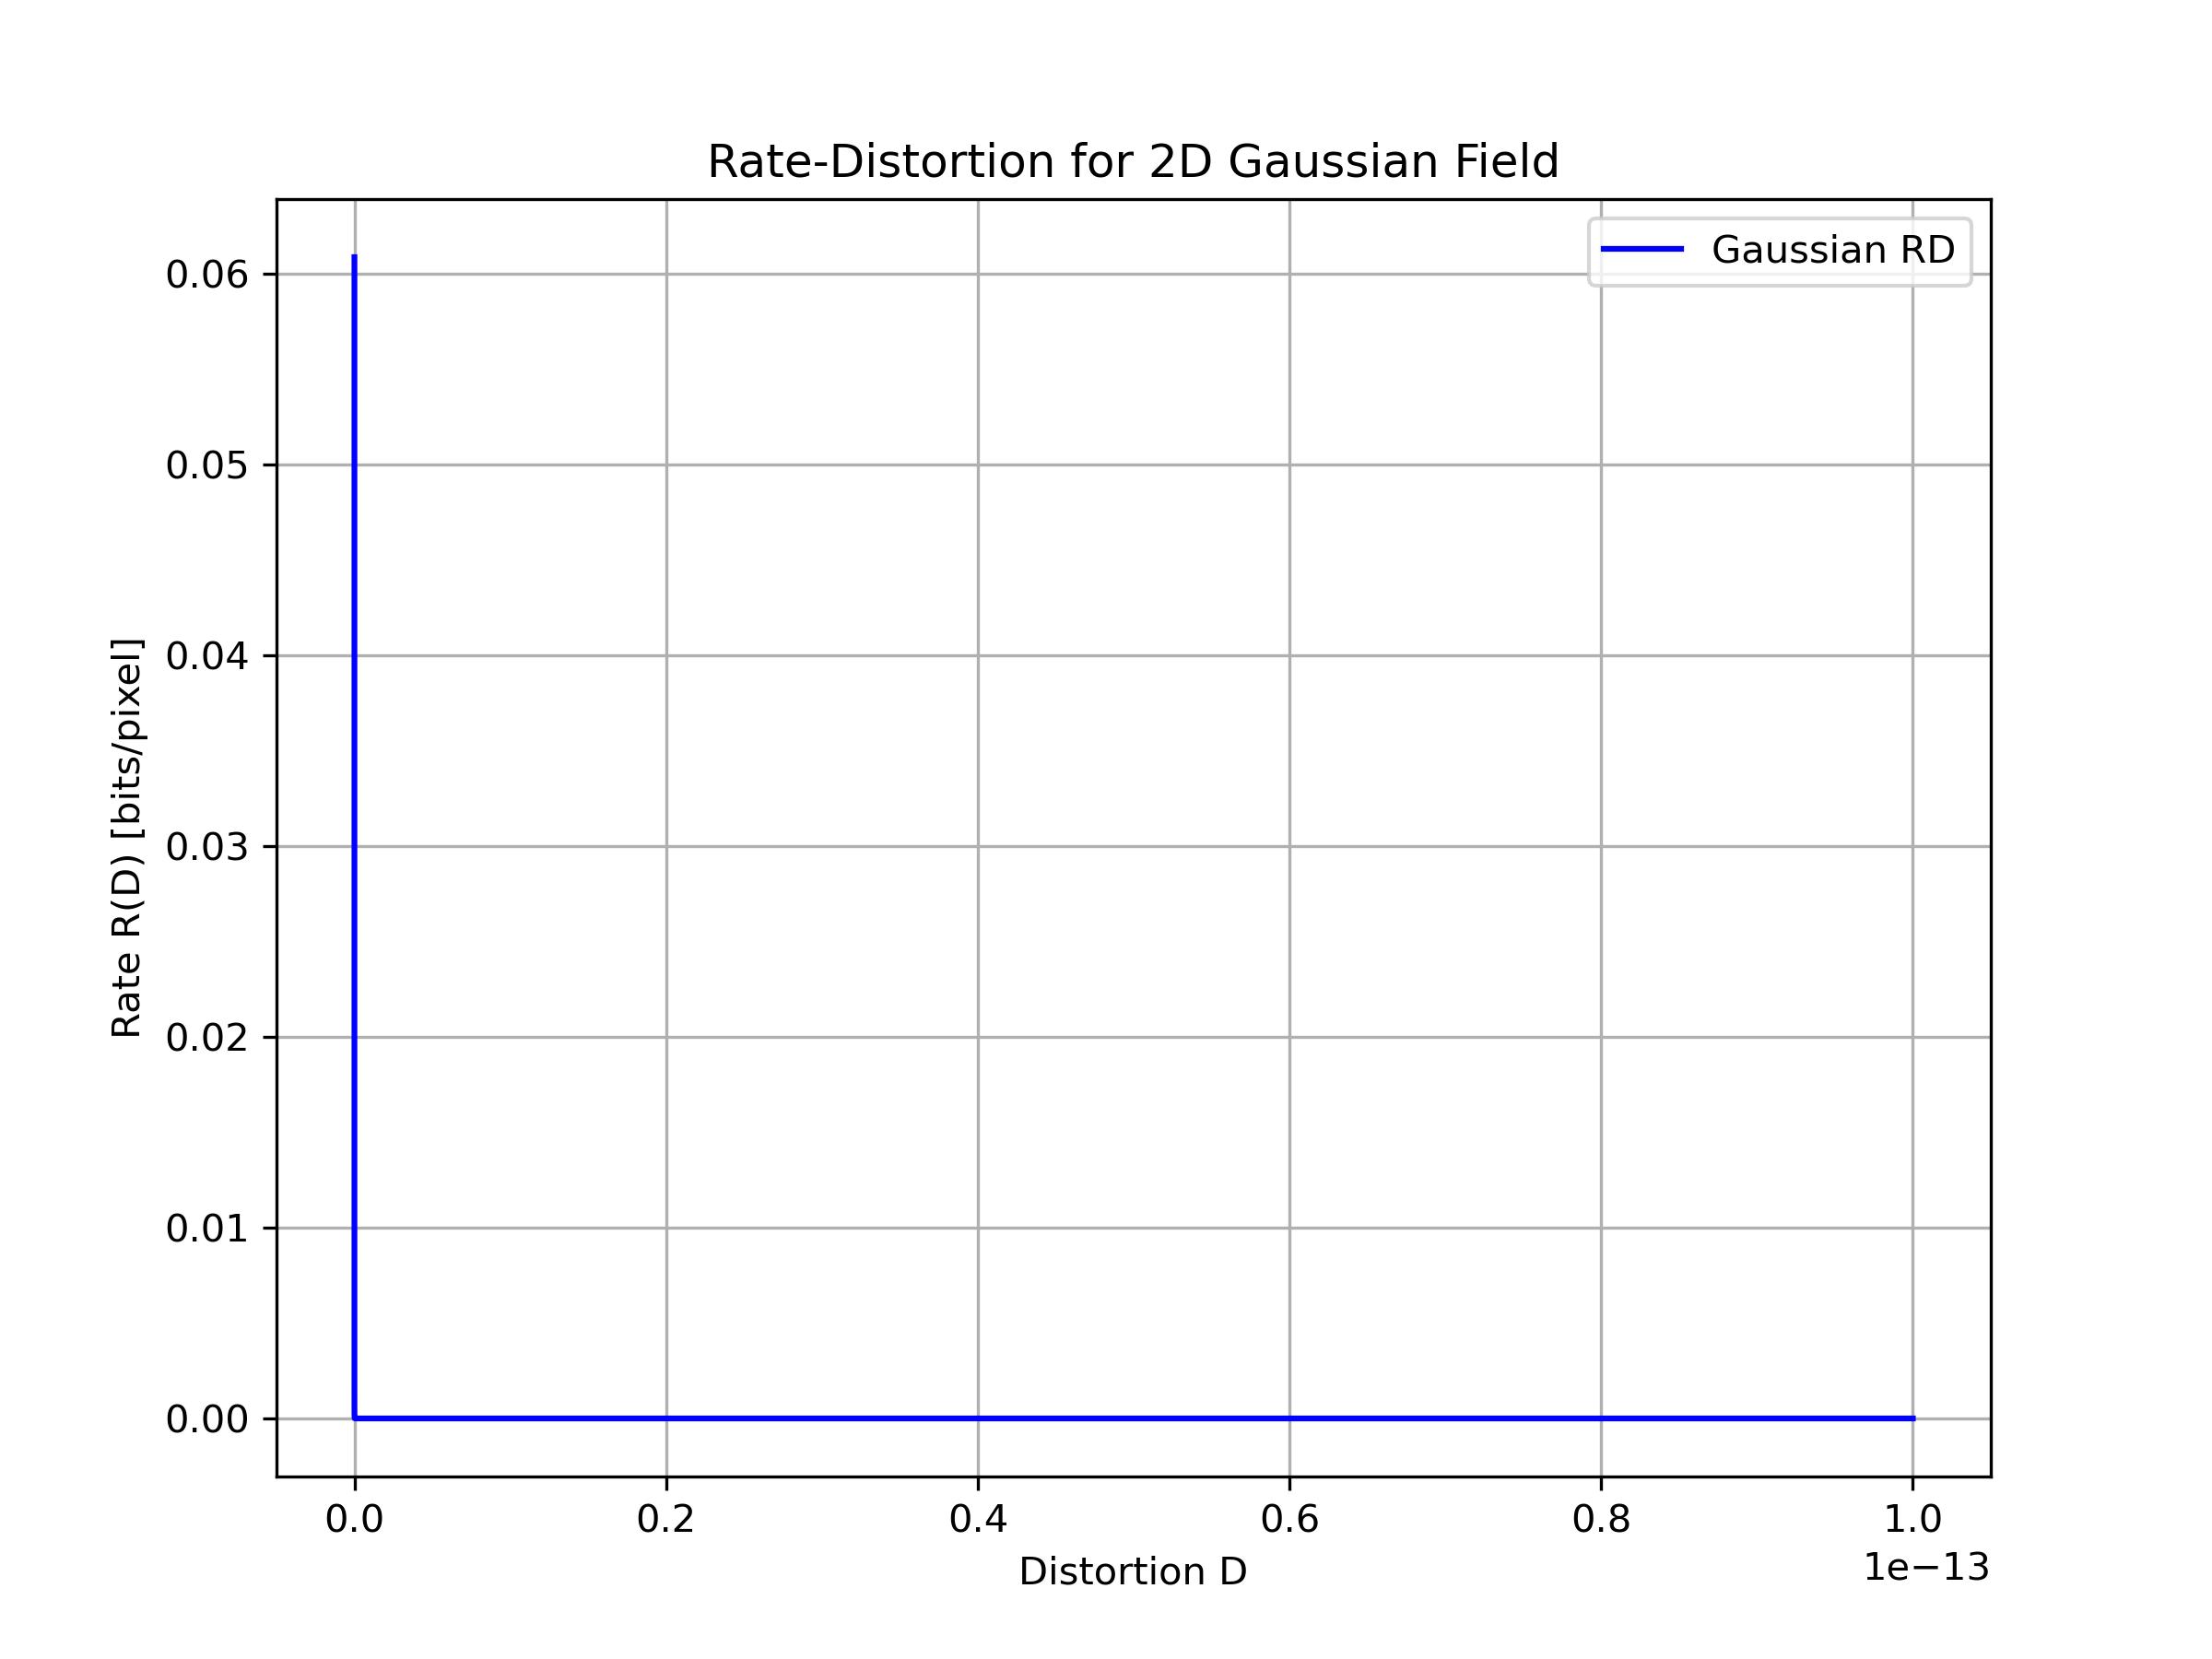 Rate-Distortion for 2D Gaussian Field
Gaussian RD
Rate R(D) [bits/pixel]
0.06
0.05
0.04
0.03
0.02
0.01
0.00
0.0 0.2 0.4 0.6 0.8 1.0
1e−13
Distortion D